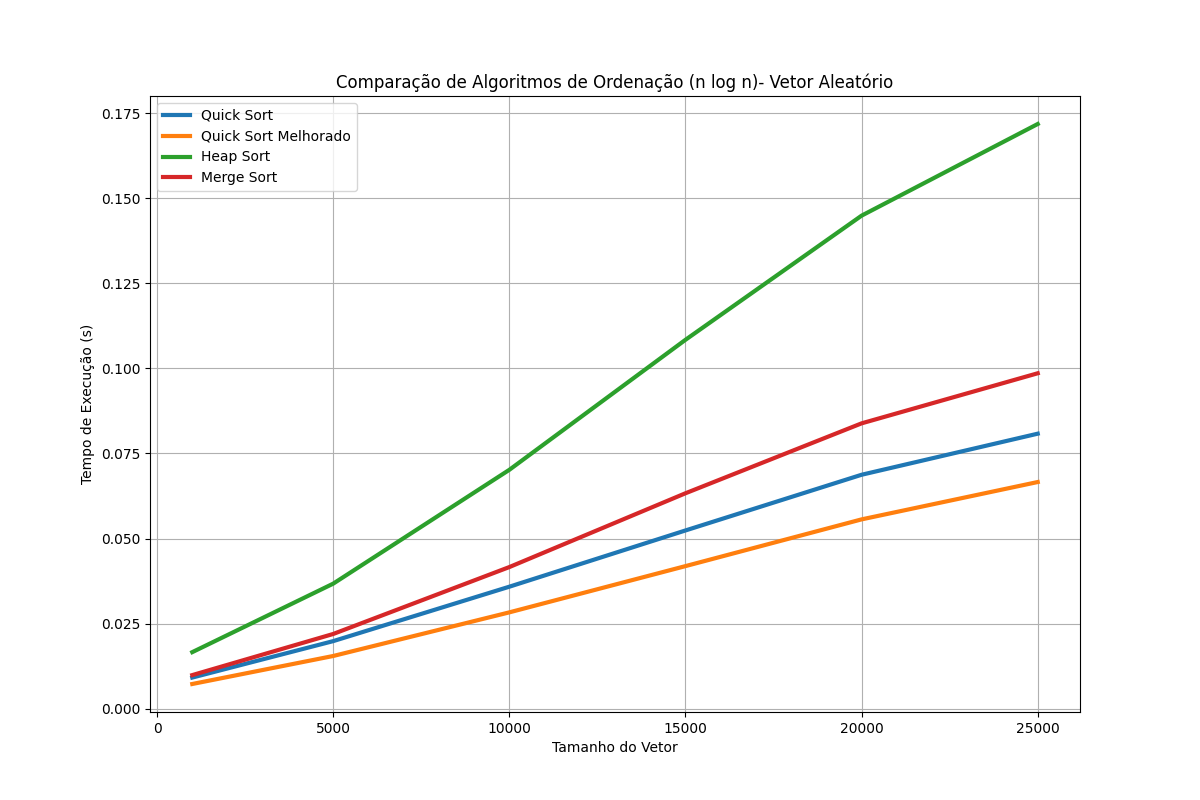 Comparação de Algoritmos de Ordenação (n log n)- Vetor Aleatório
Quick Sort
Quick Sort Melhorado
Heap Sort
Merge Sort
0.175
0.150
0.125
0.100
0.075
0.050
0.025
0.000
Tempo de Execução (s)
0
5000
10000
15000
20000
25000
Tamanho do Vetor